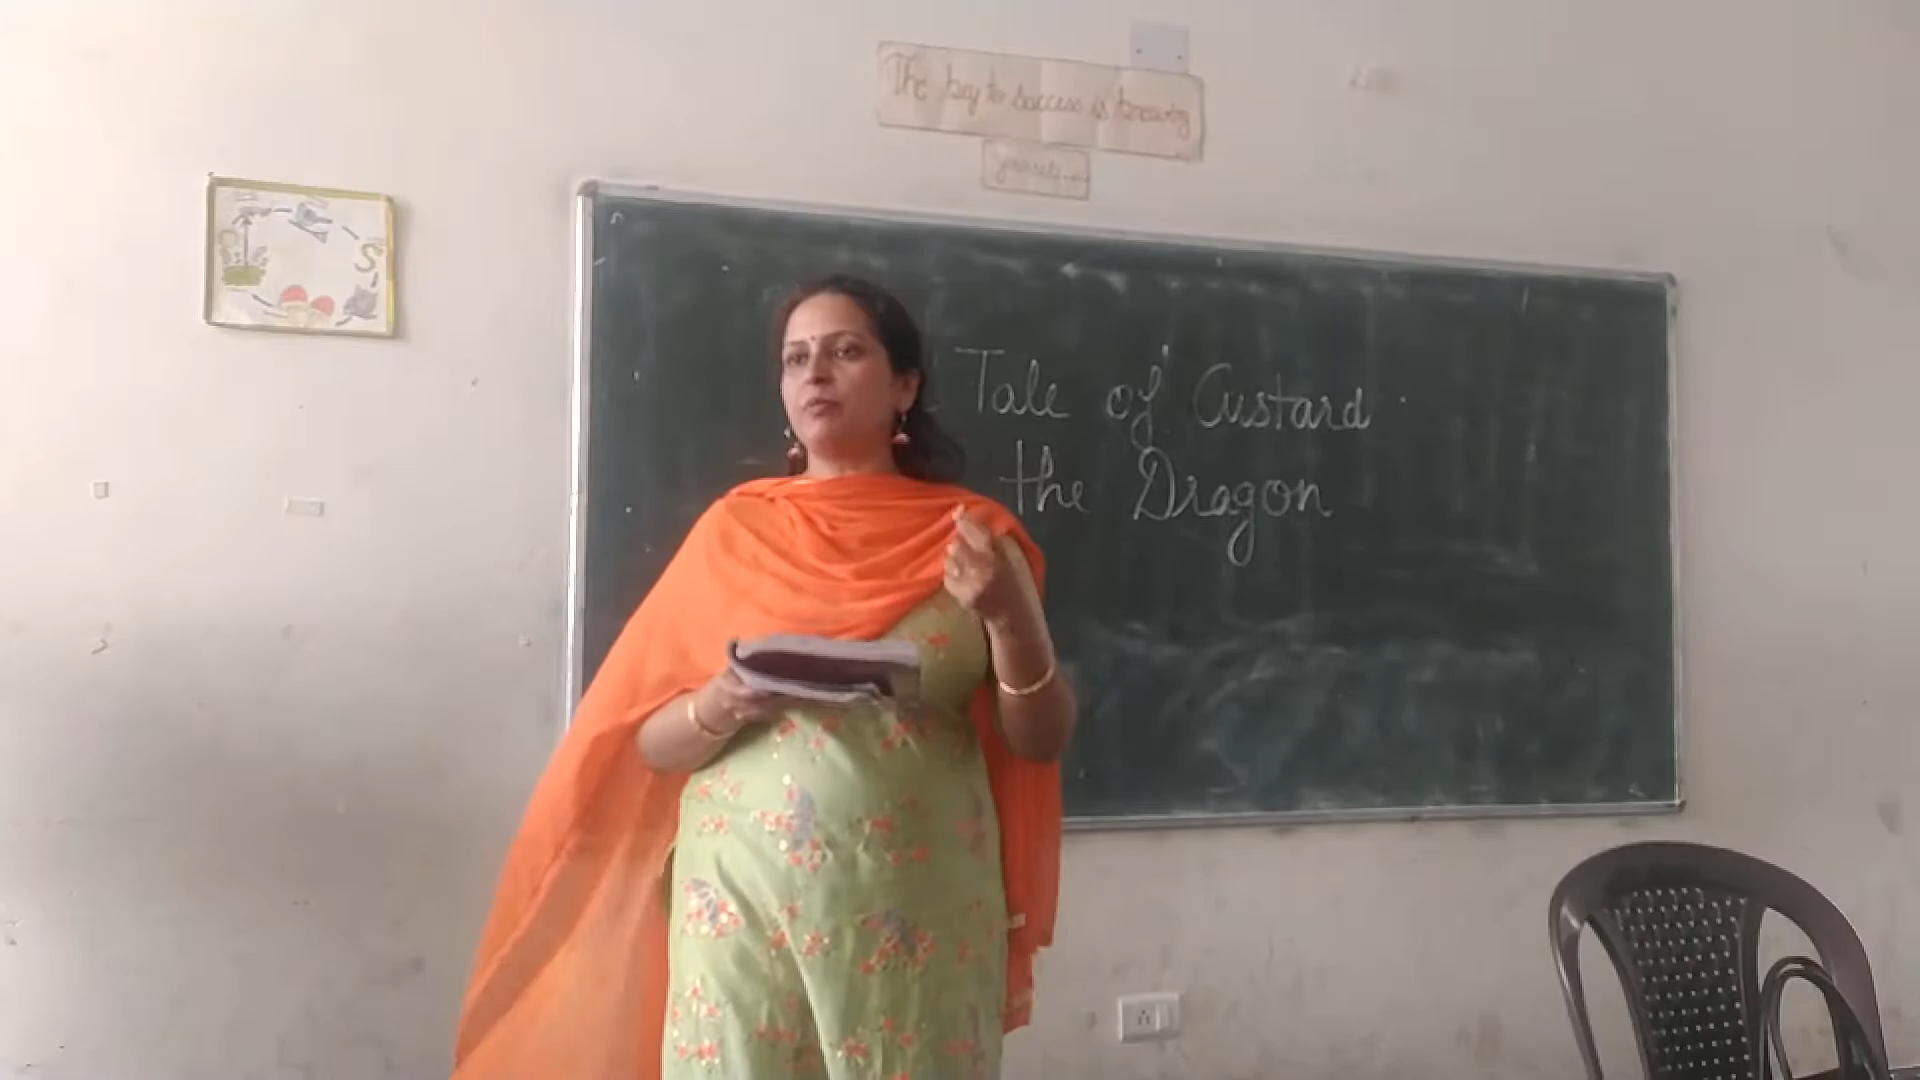 The key to success is knowing
Tale of Custard
the Dragon